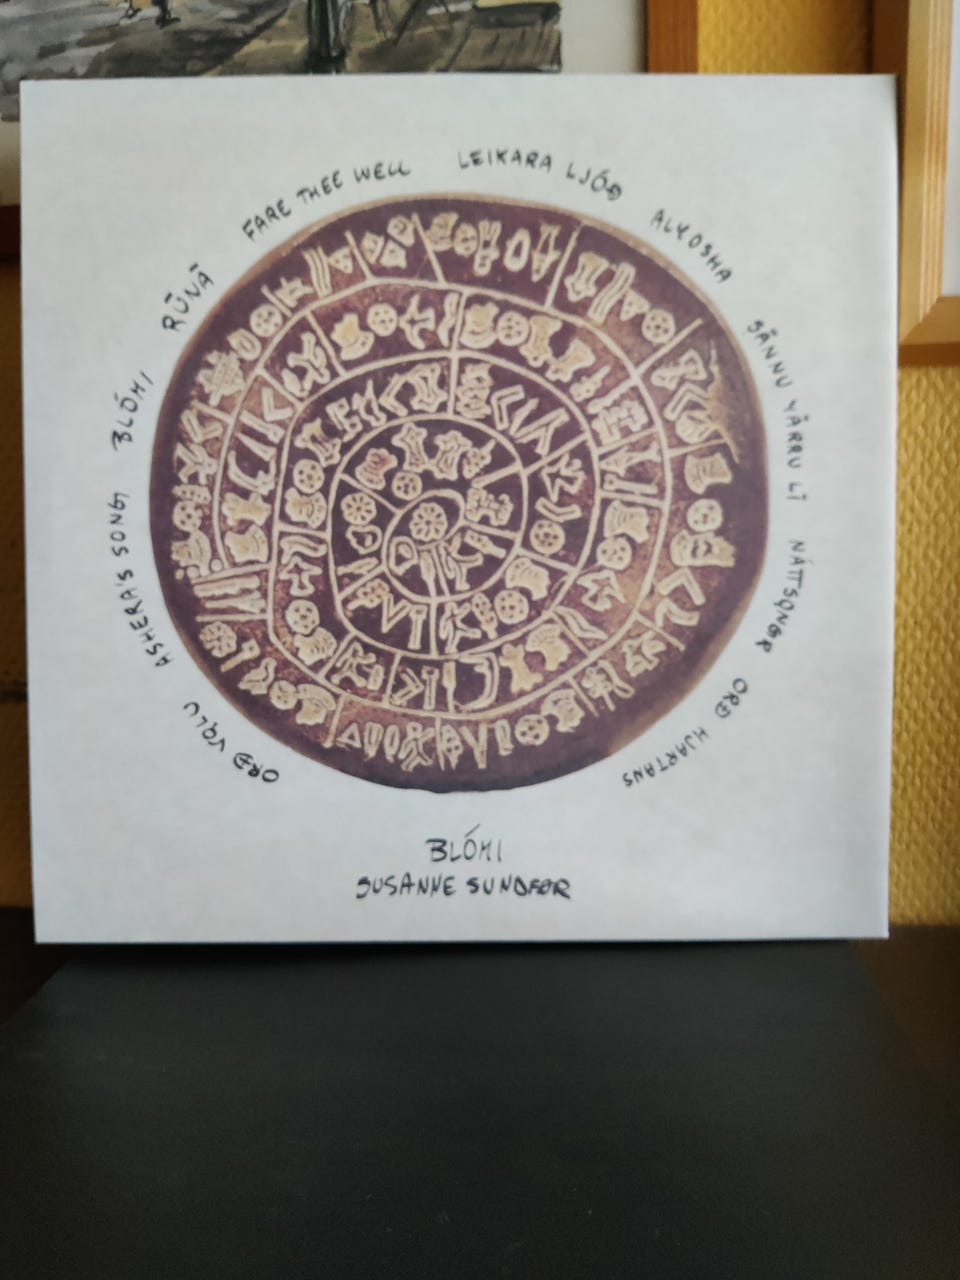 ORÐ VǪLU
ASHERA'S SONG
BLÓMI
RŪNĀ
FARE THEE WELL
LEIKARA LJÓÐ
ALYOSHA
SĀNNU YĀRRU LĪ
NÁTTSǪNGR
ORÐ HJARTANS
BLÓMI
SUSANNE SUNDFØR